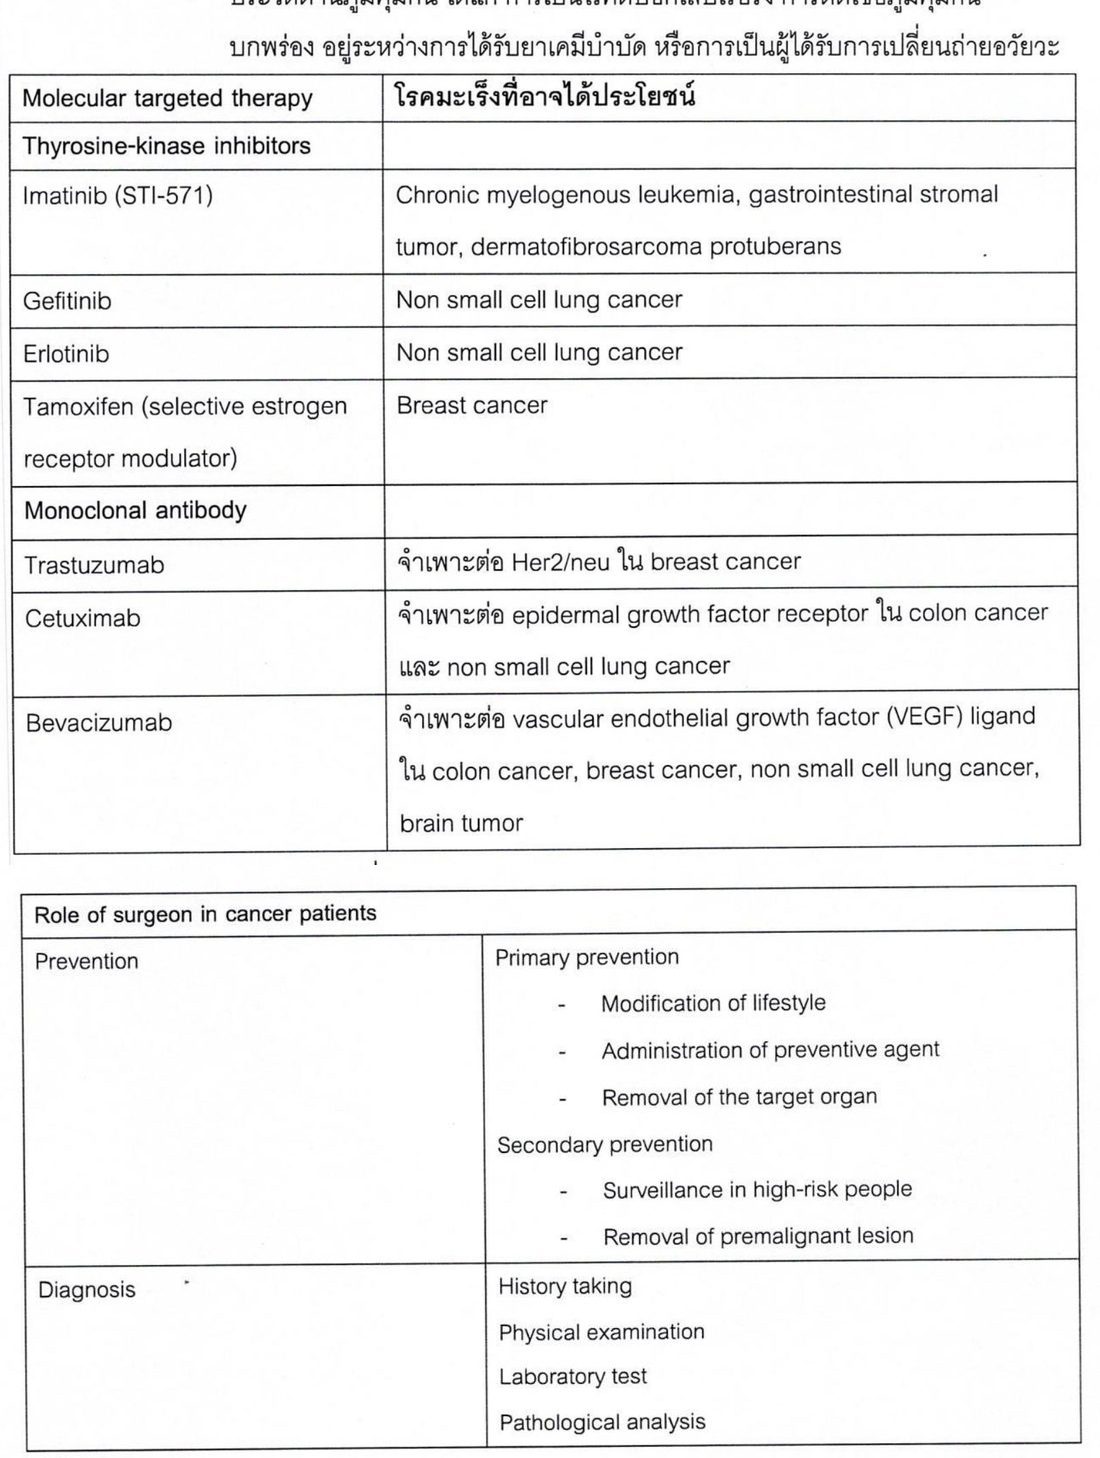 บกพร่อง อยู่ระหว่างการได้รับยาเคมีบำบัด หรือการเป็นผู้ได้รับการเปลี่ยนถ่ายอวัยวะ
Molecular targeted therapy โรคมะเร็งที่อาจได้ประโยชน์
Thyrosine-kinase inhibitors
Imatinib (STI-571) Chronic myelogenous leukemia, gastrointestinal stromal
tumor, dermatofibrosarcoma protuberans
Gefitinib Non small cell lung cancer
Erlotinib Non small cell lung cancer
Tamoxifen (selective estrogen Breast cancer
receptor modulator)
Monoclonal antibody
Trastuzumab จำเพาะต่อ Her2/neu ใน breast cancer
Cetuximab จำเพาะต่อ epidermal growth factor receptor ใน colon cancer
และ non small cell lung cancer
Bevacizumab จำเพาะต่อ vascular endothelial growth factor (VEGF) ligand
ใน colon cancer, breast cancer, non small cell lung cancer,
brain tumor
Role of surgeon in cancer patients
Prevention Primary prevention
- Modification of lifestyle
- Administration of preventive agent
- Removal of the target organ
Secondary prevention
- Surveillance in high-risk people
- Removal of premalignant lesion
Diagnosis History taking
Physical examination
Laboratory test
Pathological analysis